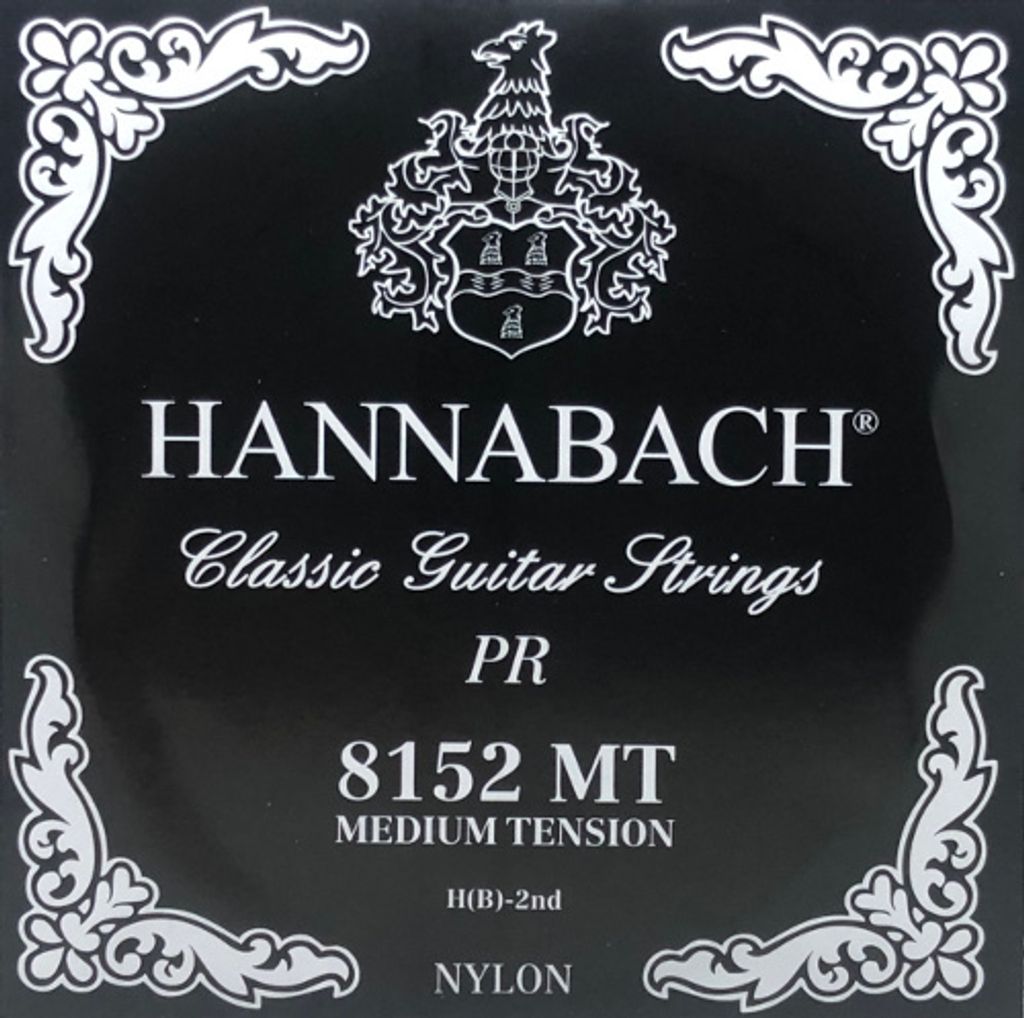 HANNABACH®
Classic Guitar Strings
PR
8152 MT
MEDIUM TENSION
H(B)-2nd
NYLON